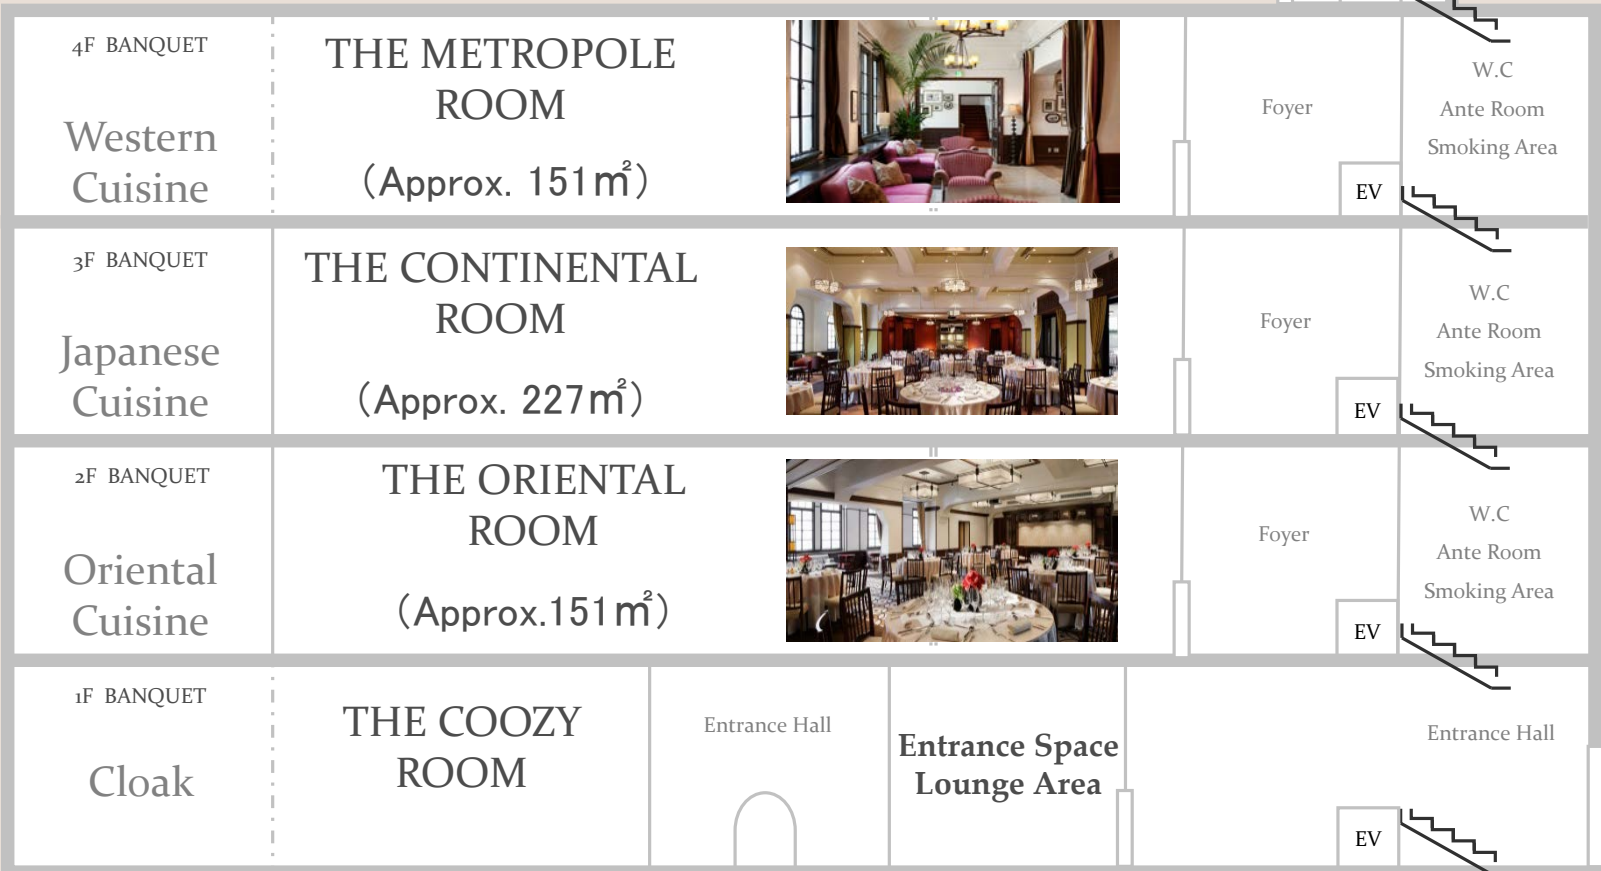 4F BANQUET
Western
Cuisine
THE METROPOLE
ROOM
(Approx. 151㎡)
Foyer
EV
W.C
Ante Room
Smoking Area
3F BANQUET
Japanese
Cuisine
THE CONTINENTAL
ROOM
(Approx. 227㎡)
Foyer
EV
W.C
Ante Room
Smoking Area
2F BANQUET
Oriental
Cuisine
THE ORIENTAL
ROOM
(Approx.151㎡)
Foyer
EV
W.C
Ante Room
Smoking Area
1F BANQUET
Cloak
THE COOZY
ROOM
Entrance Hall
Entrance Space
Lounge Area
EV
Entrance Hall